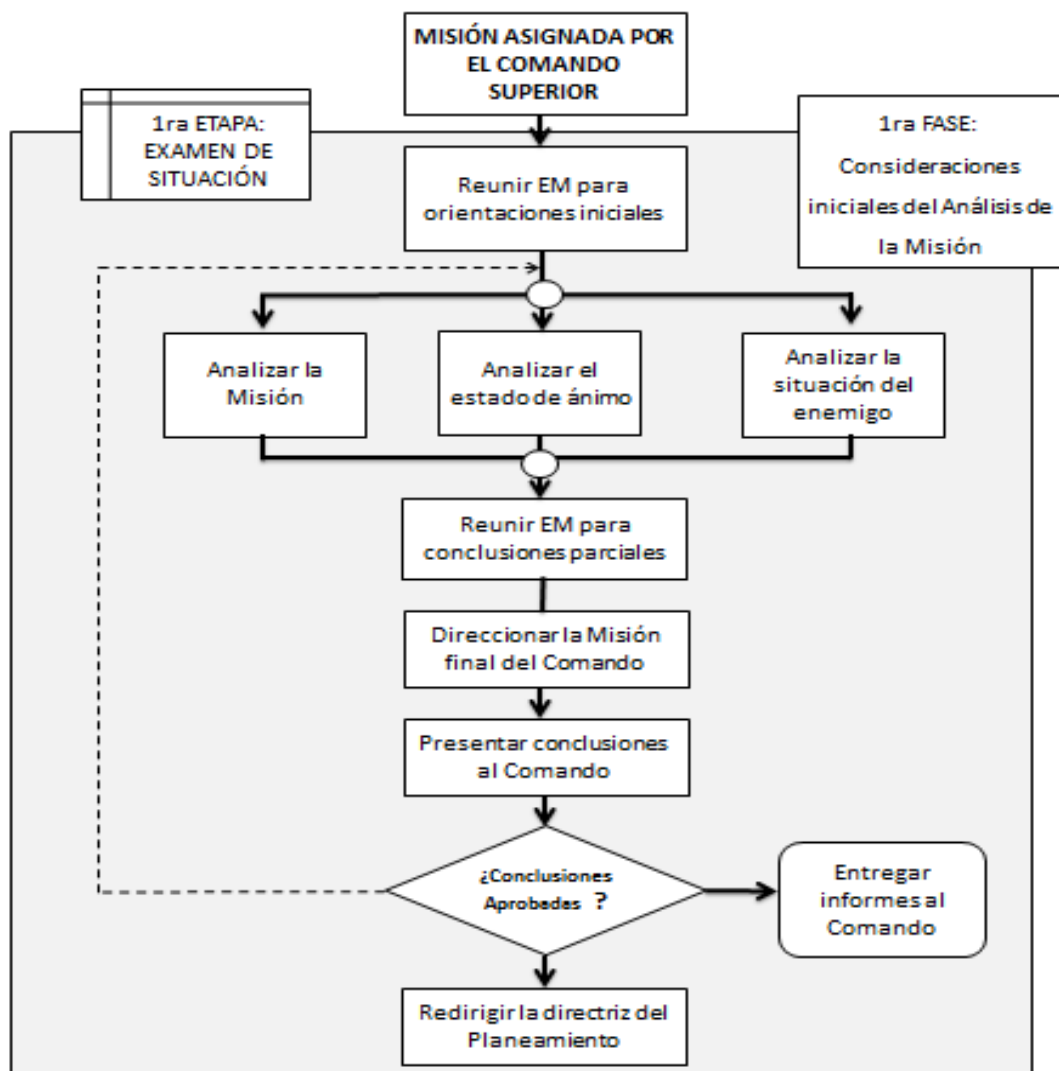 MISIÓN ASIGNADA POR
EL COMANDO
SUPERIOR
1ra ETAPA:
EXAMEN DE
SITUACIÓN
1ra FASE:
Consideraciones
iniciales del Análisis de
la Misión
Reunir EM para
orientaciones iniciales
Analizar la
Misión
Analizar el
estado de ánimo
Analizar la
situación del
enemigo
Reunir EM para
conclusiones parciales
Direccionar la Misión
final del Comando
Presentar conclusiones
al Comando
¿Conclusiones
Aprobadas ?
Entregar
informes al
Comando
Redirigir la directriz del
Planeamiento